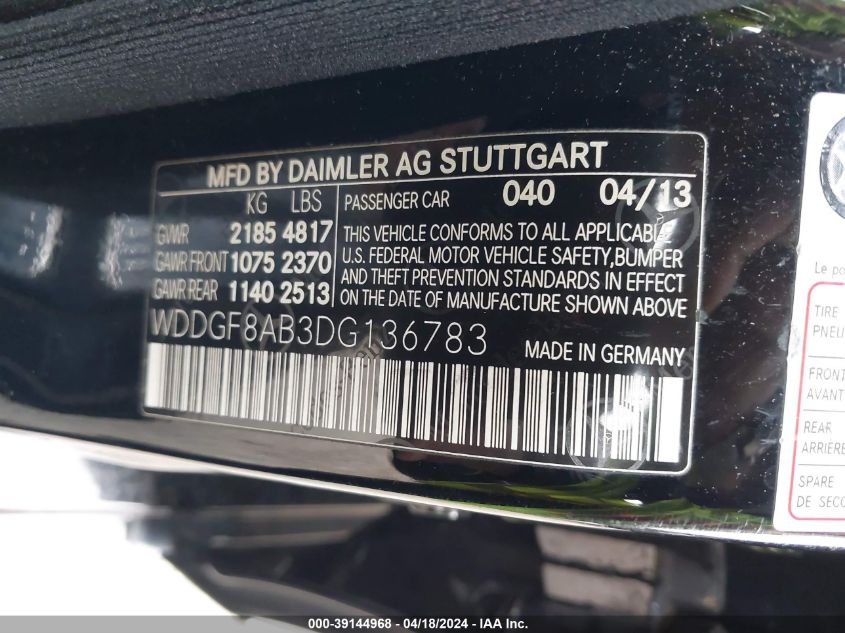 MFD BY DAIMLER AG STUTTGART
KG LBS
GVWR 2185 4817
GAWR FRONT 1075 2370
GAWR REAR 1140 2513
PASSENGER CAR 040 04/13
THIS VEHICLE CONFORMS TO ALL APPLICABLE
U.S. FEDERAL MOTOR VEHICLE SAFETY,BUMPER
AND THEFT PREVENTION STANDARDS IN EFFECT
ON THE DATE OF MANUFACTURE SHOWN ABOVE
WDDGF8AB3DG136783
MADE IN GERMANY
Le
TIRE
FRONT
AVANT
REAR
ARRIÈRE
SPARE
DE
000-39144968 - 04/18/2024 - IAA Inc.